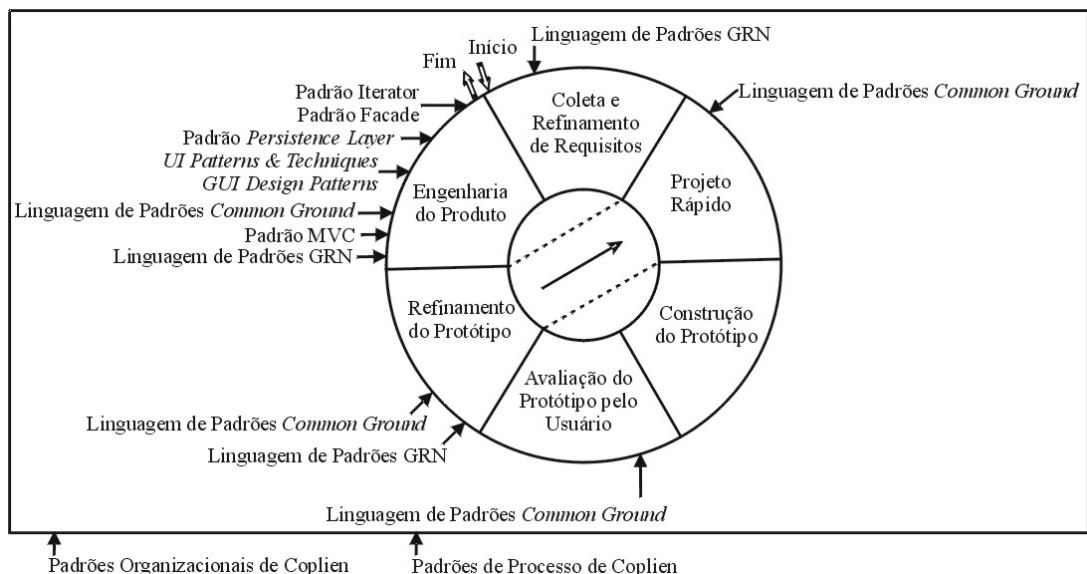 Linguagem de Padrões GRN
Início
Fim
Padrão Iterator
Padrão Facade
Padrão Persistence Layer
UI Patterns & Techniques
GUI Design Patterns
Linguagem de Padrões Common Ground
Padrão MVC
Linguagem de Padrões GRN
Coleta e
Refinamento
de Requisitos
Linguagem de Padrões Common Ground
Projeto
Rápido
Engenharia
do Produto
Refinamento
do Protótipo
Construção
do Protótipo
Avaliação do
Protótipo pelo
Usuário
Linguagem de Padrões Common Ground
Linguagem de Padrões GRN
Linguagem de Padrões Common Ground
Padrões Organizacionais de Coplien
Padrões de Processo de Coplien